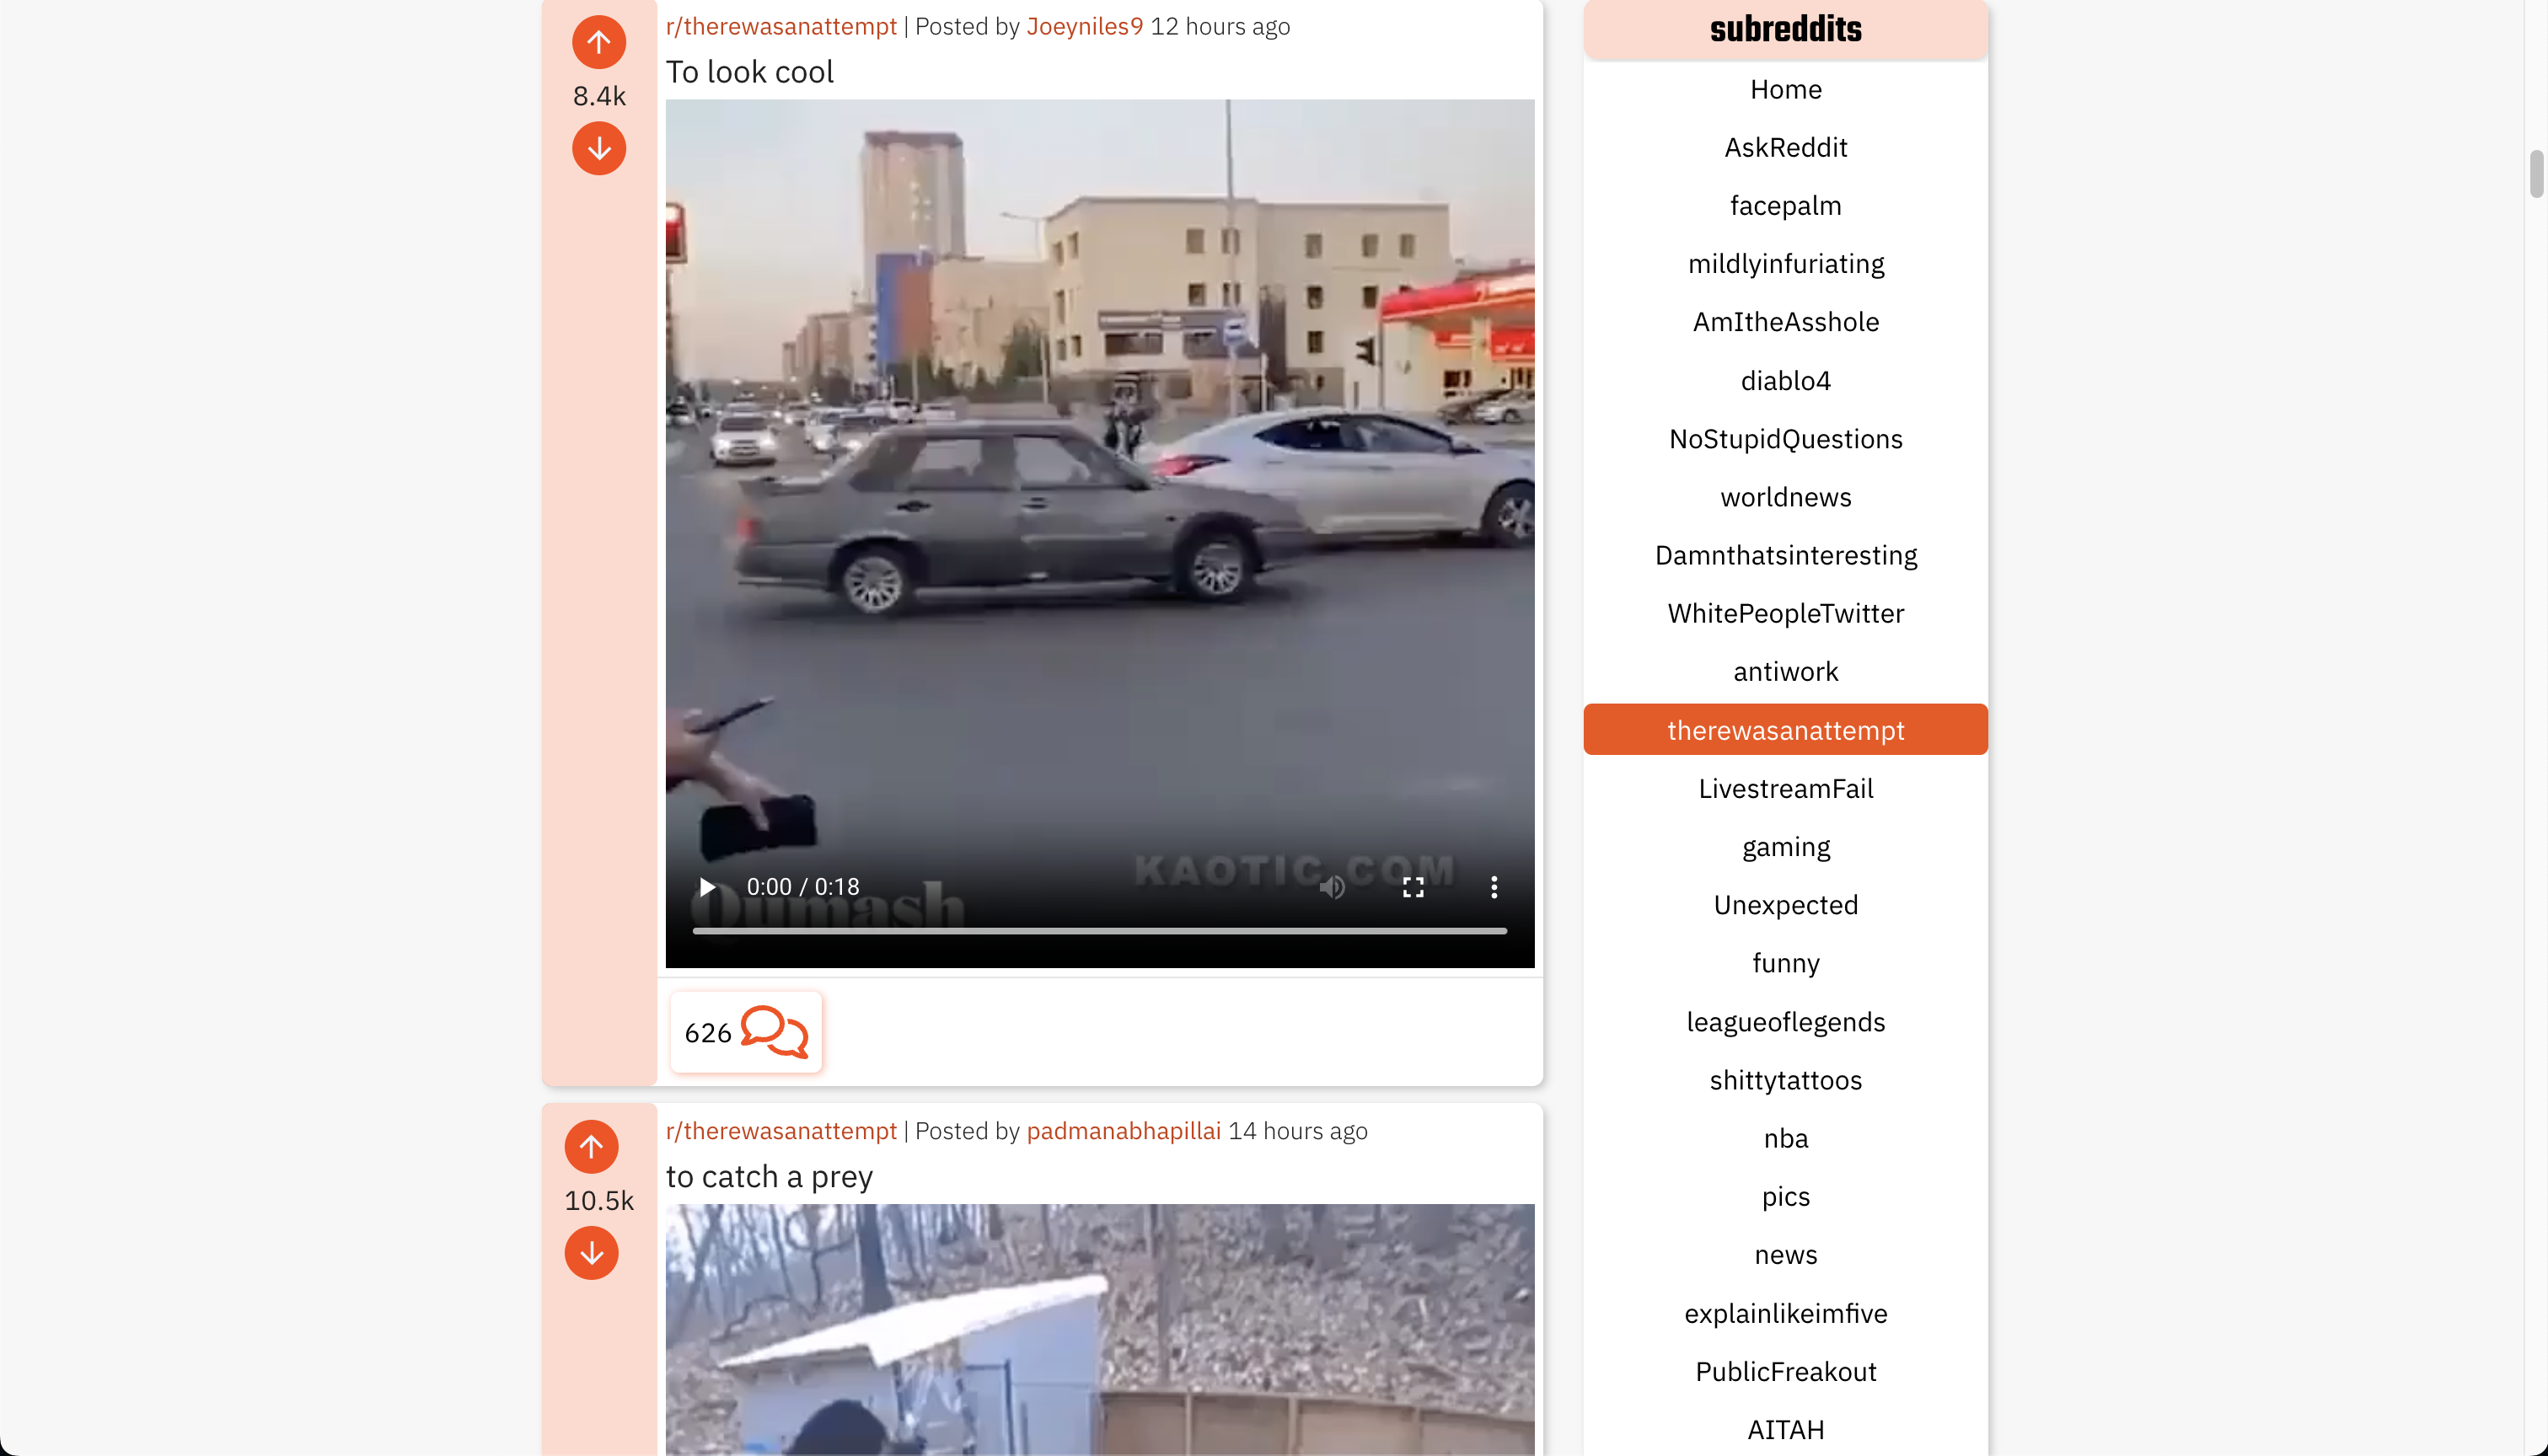 r/therewasanattempt | Posted by Joeyniles9 12 hours ago
To look cool
8.4k
KAOTIC.COM
Qumash
0:00 / 0:18
626
r/therewasanattempt | Posted by padmanabhapillai 14 hours ago
to catch a prey
10.5k
subreddits
Home
AskReddit
facepalm
mildlyinfuriating
AmItheAsshole
diablo4
NoStupidQuestions
worldnews
Damnthatsinteresting
WhitePeopleTwitter
antiwork
therewasanattempt
LivestreamFail
gaming
Unexpected
funny
leagueoflegends
shittytattoos
nba
pics
news
explainlikeimfive
PublicFreakout
AITAH